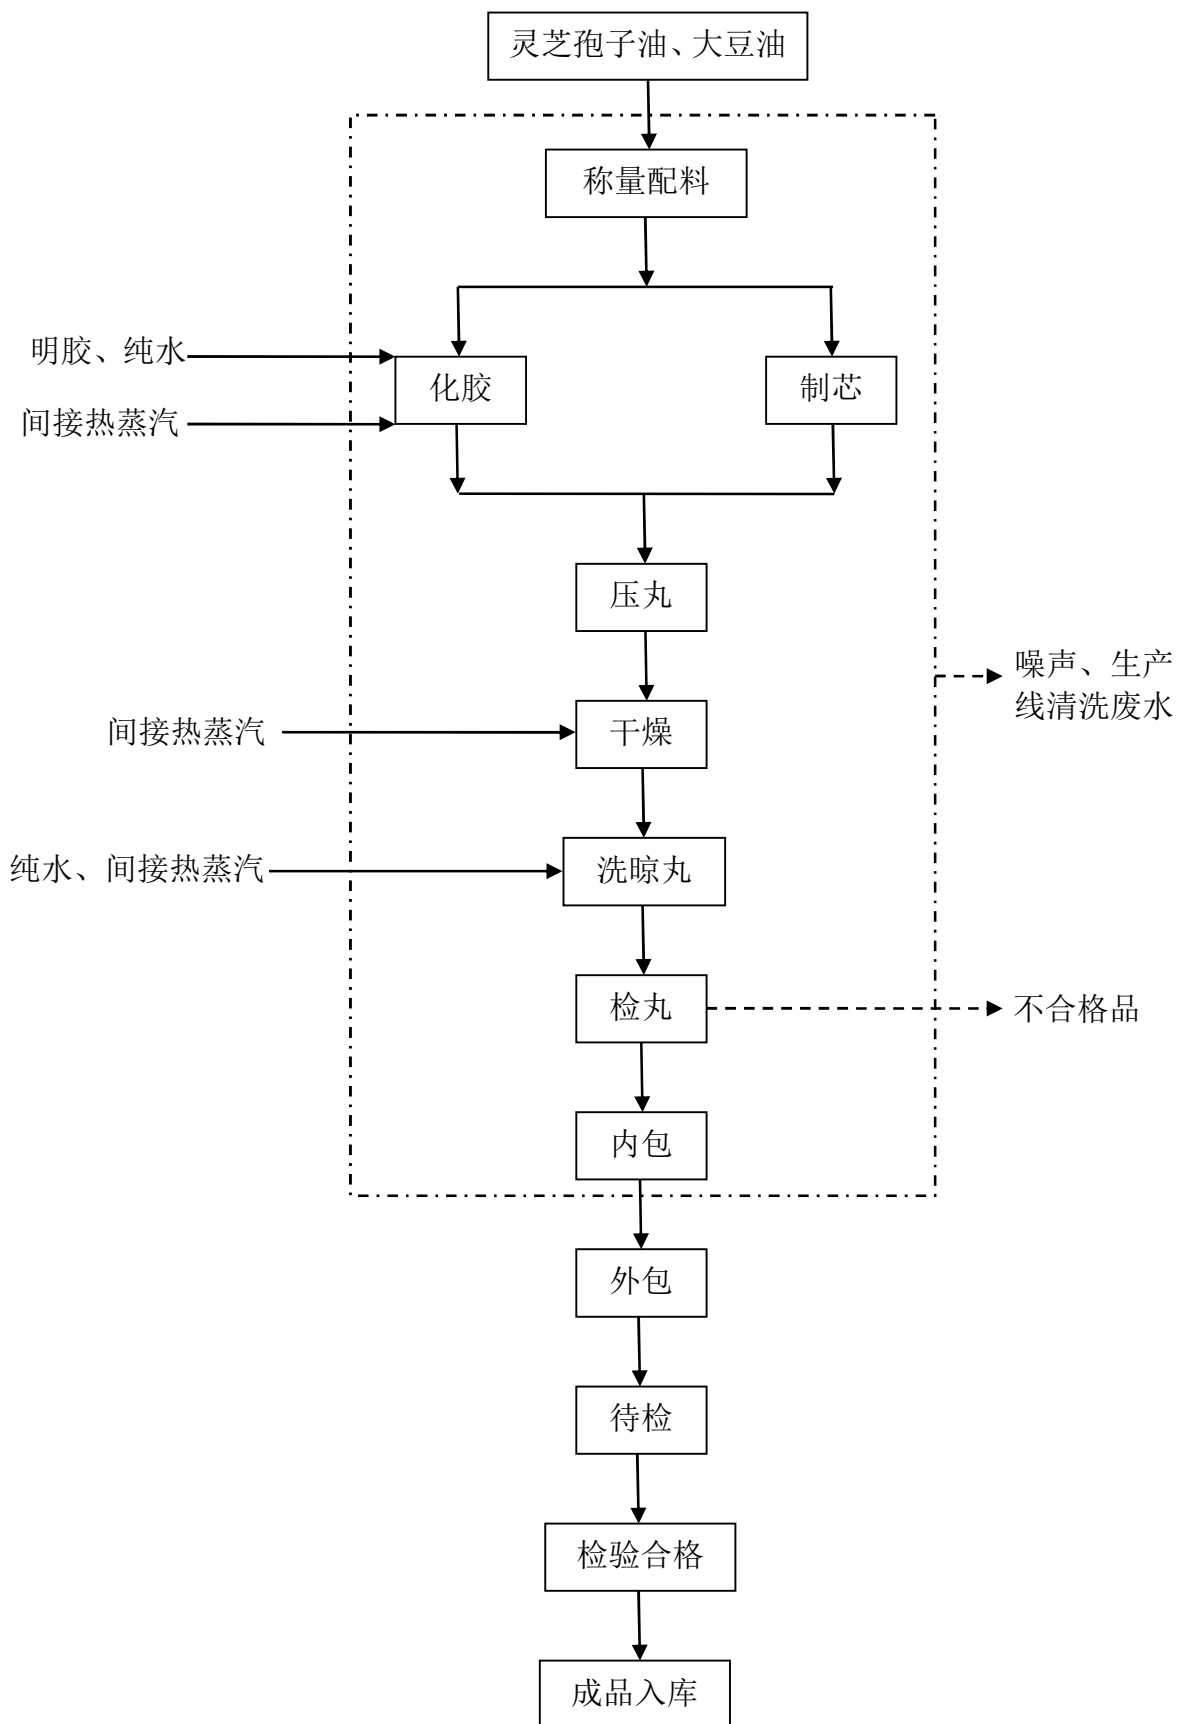 灵芝孢子油、大豆油
称量配料
明胶、纯水
化胶
制芯
间接热蒸汽
压丸
噪声、生产
线清洗废水
间接热蒸汽
干燥
纯水、间接热蒸汽
洗晾丸
检丸
不合格品
内包
外包
待检
检验合格
成品入库